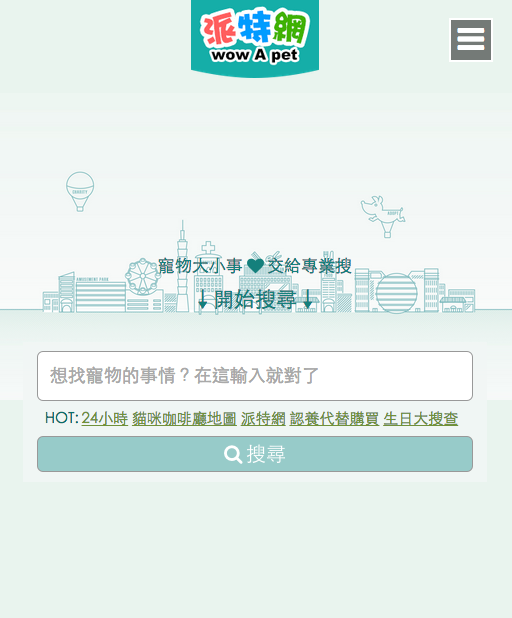 派特網
wow A pet
AMUSEMENT PARK
寵物大小事 ♥ 交給專業搜
↓開始搜尋↓
想找寵物的事情？在這輸入就對了
HOT: 24小時 貓咪咖啡廳地圖 派特網 認養代替購買 生日大搜查
搜尋